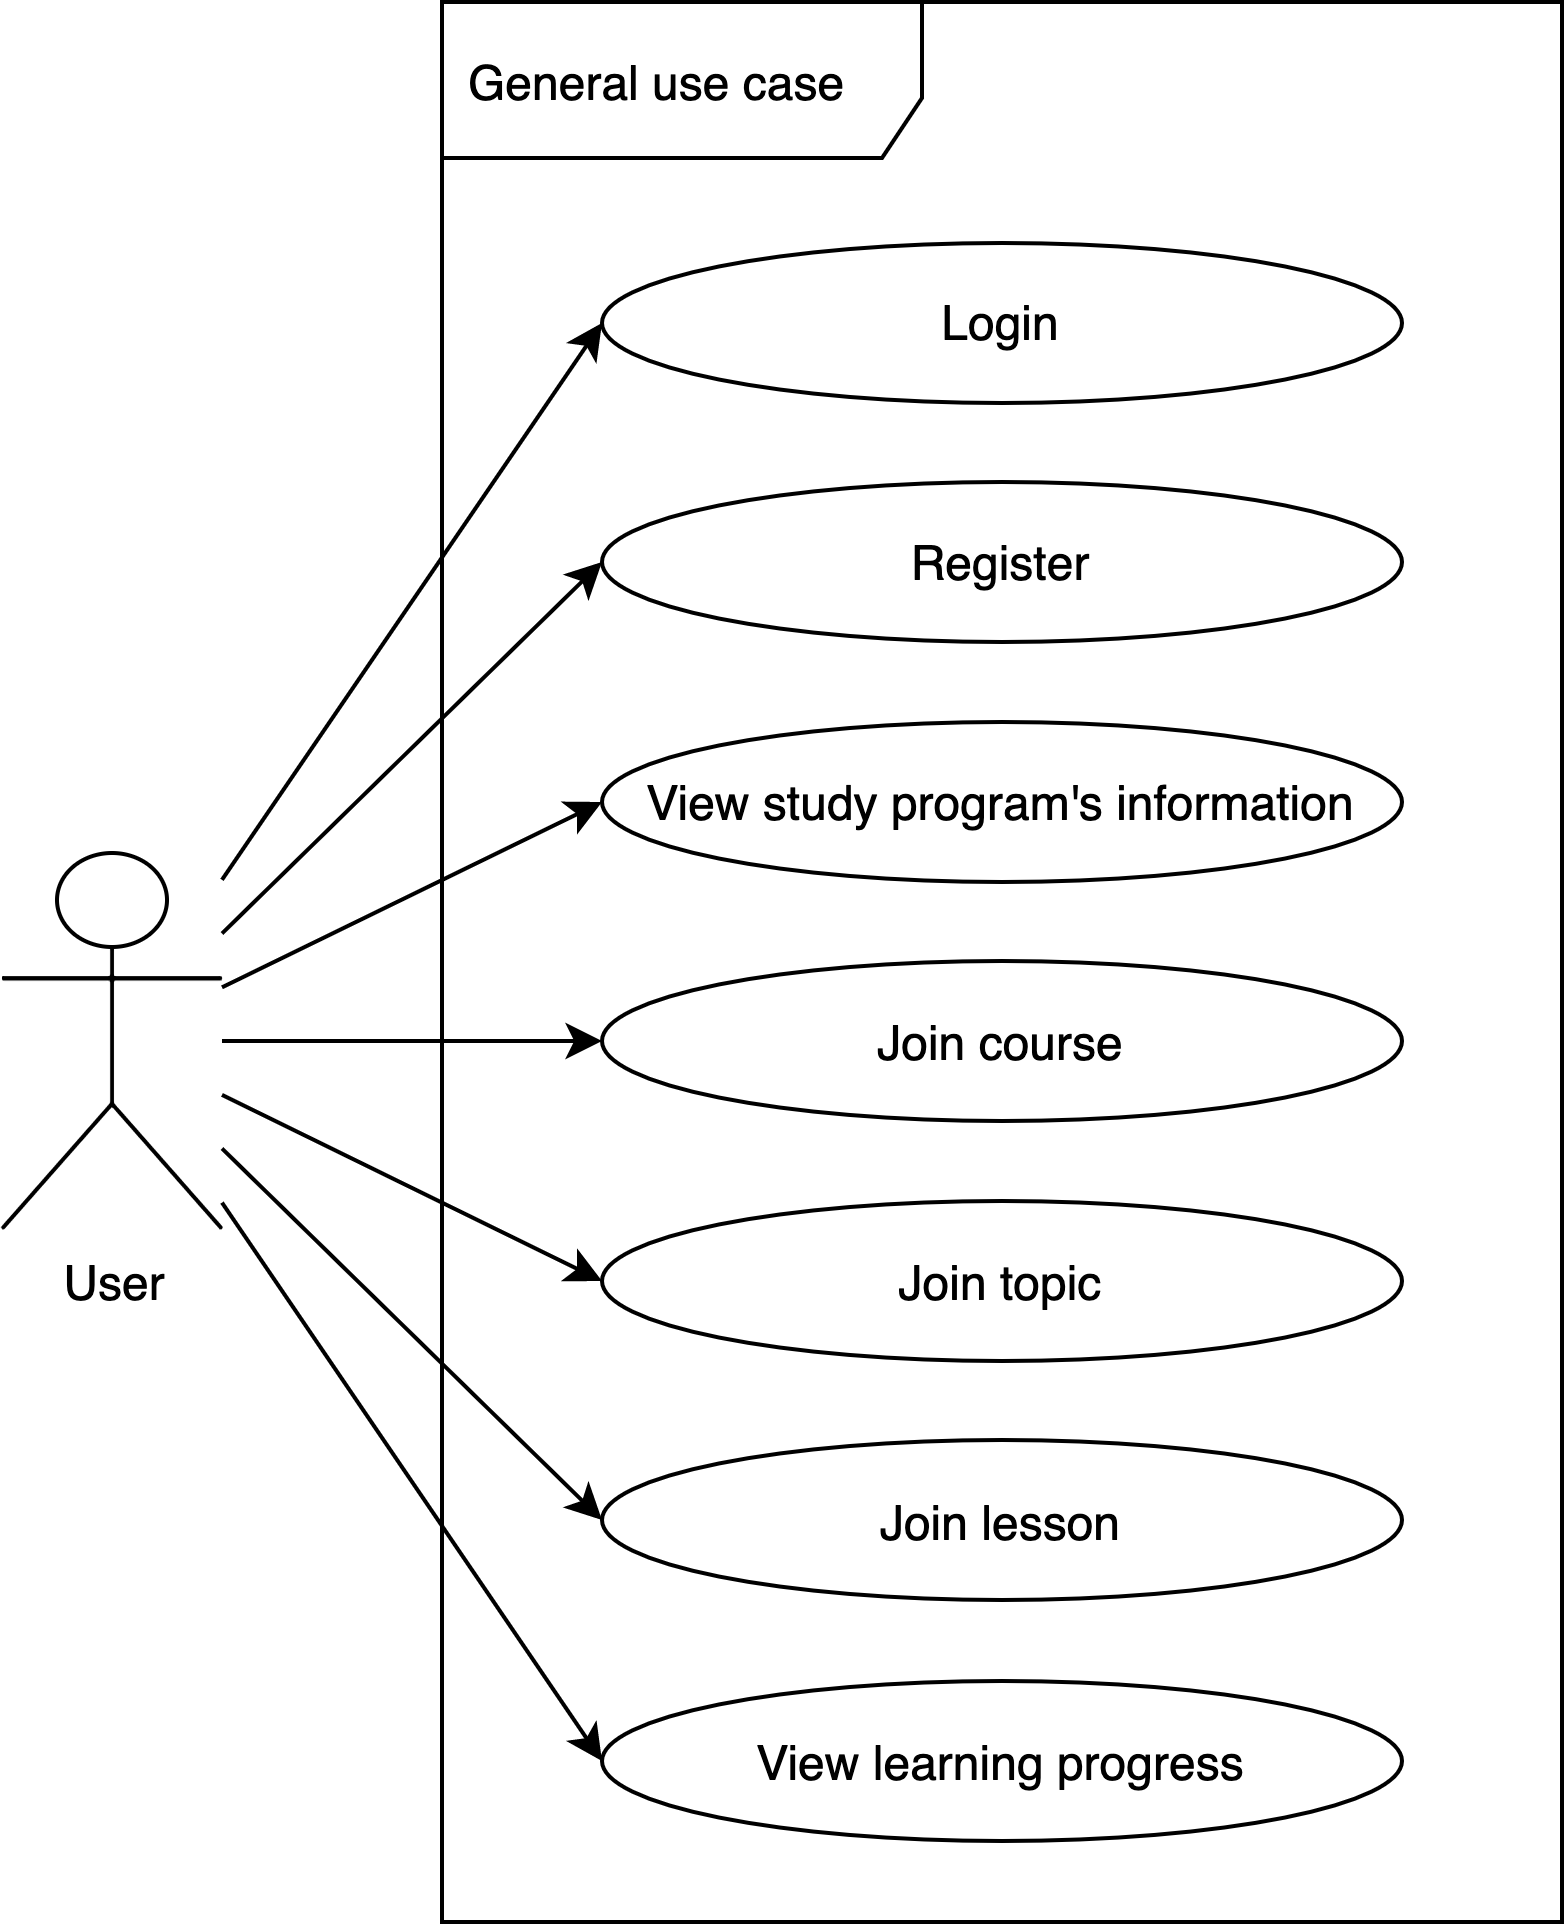 General use case
Login
Register
View study program's information
Join course
Join topic
User
Join lesson
View learning progress